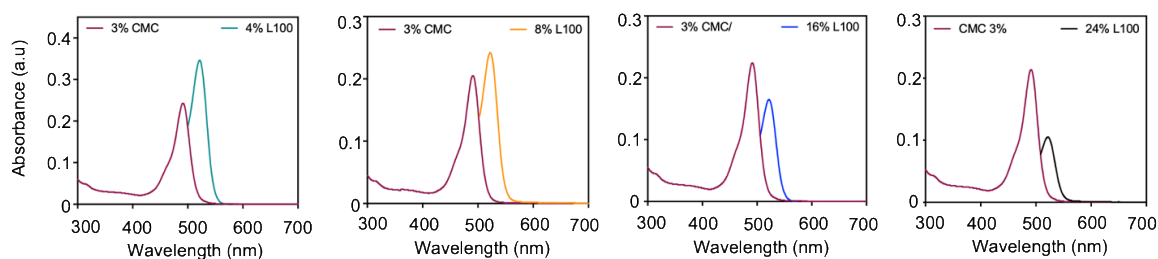 3% CMC 4% L100
Absorbance (a.u)
0.4
0.3
0.2
0.1
0
300 400 500 600 700
Wavelength (nm)
3% CMC 8% L100
0.3
0.2
0.1
0
300 400 500 600 700
Wavelength (nm)
3% CMC/ 16% L100
0.3
0.2
0.1
0
300 400 500 600 700
Wavelength (nm)
CMC 3% 24% L100
0.3
0.2
0.1
0
300 400 500 600 700
Wavelength (nm)